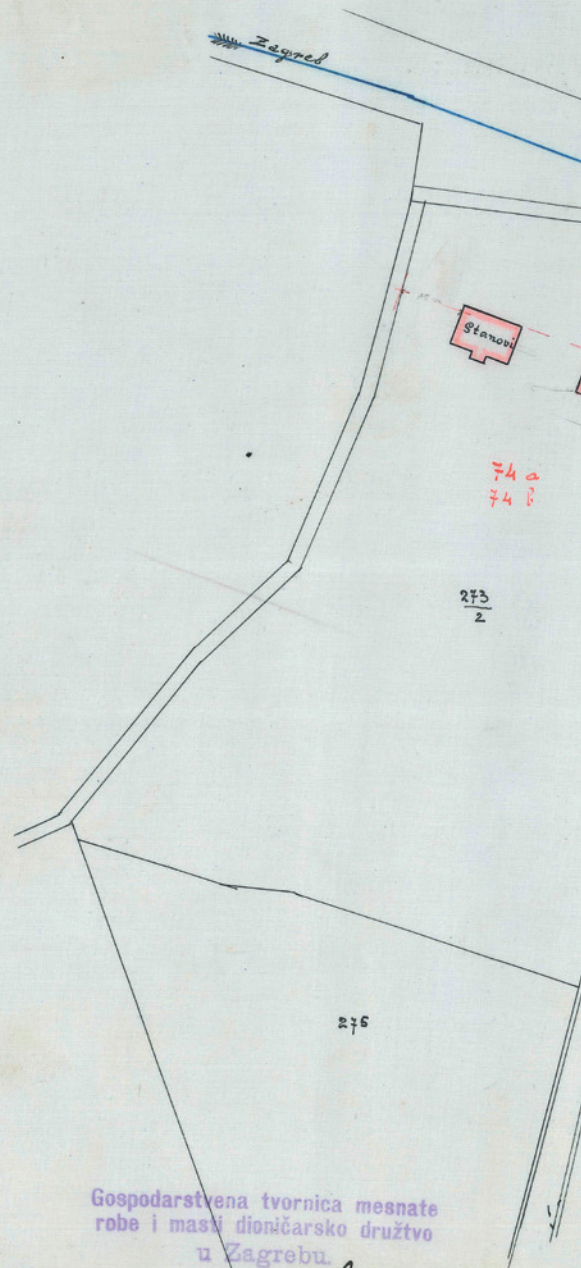 Zagreb
Stanovi
74 a
74 b
273
2
275
Gospodarstvena tvornica mesnate
robe i masti dioničarsko družtvo
u Zagrebu.